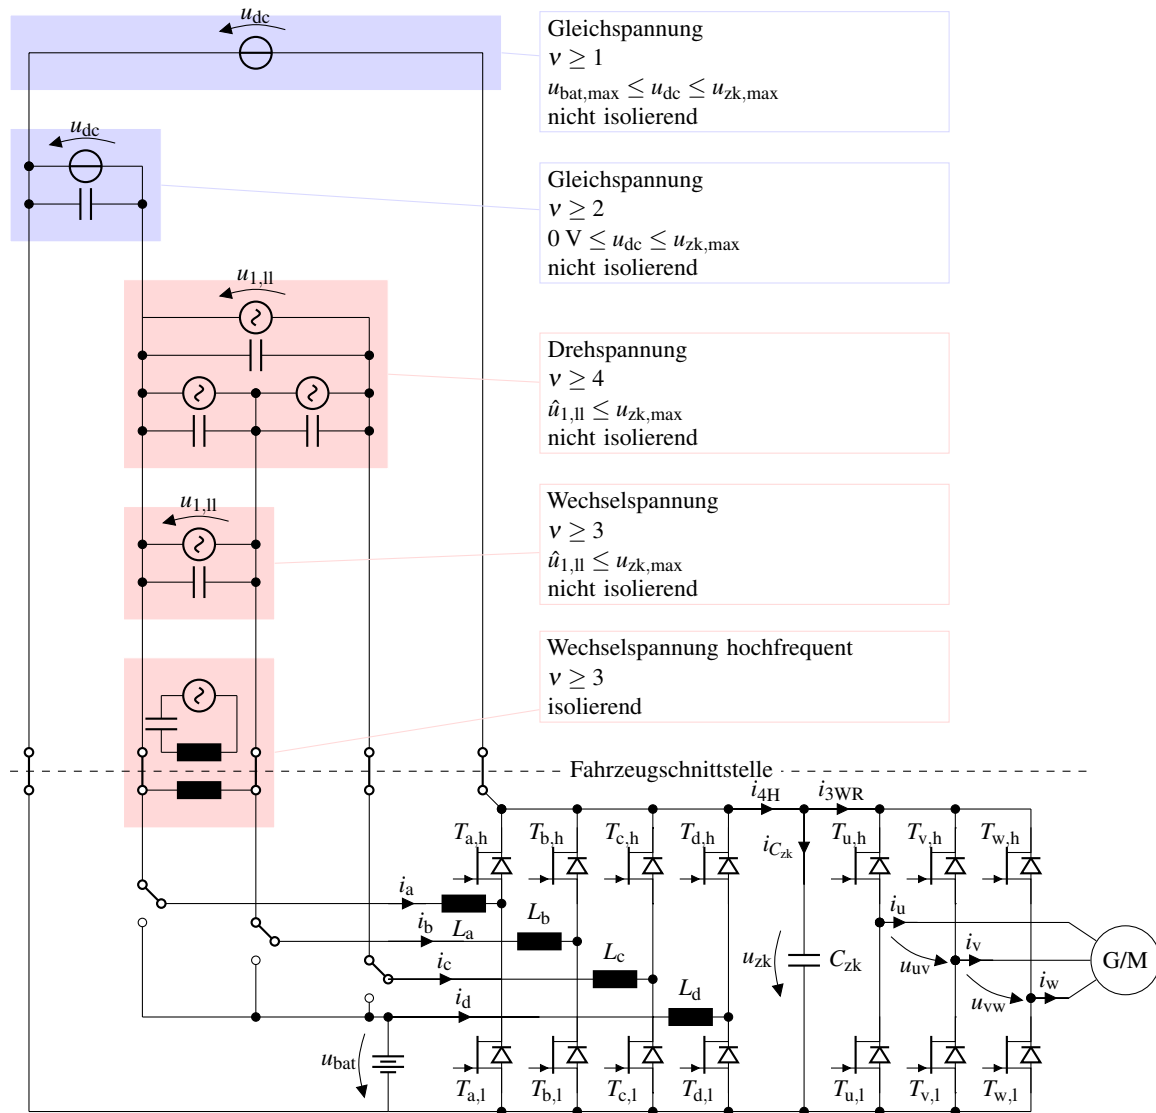 u_dc
Gleichspannung
ν ≥ 1
u_bat,max ≤ u_dc ≤ u_zk,max
nicht isolierend
u_dc
Gleichspannung
ν ≥ 2
0 V ≤ u_dc ≤ u_zk,max
nicht isolierend
u_1,ll
Drehspannung
ν ≥ 4
û_1,ll ≤ u_zk,max
nicht isolierend
u_1,ll
Wechselspannung
ν ≥ 3
û_1,ll ≤ u_zk,max
nicht isolierend
Wechselspannung hochfrequent
ν ≥ 3
isolierend
Fahrzeugschnittstelle
i_4H i_3WR
T_a,h T_b,h T_c,h T_d,h i_C_zk T_u,h T_v,h T_w,h
i_a L_a
i_b L_b
i_c L_c
i_d L_d
u_zk C_zk
i_u
i_v
i_w
u_uv
u_vw
G/M
u_bat
T_a,l T_b,l T_c,l T_d,l T_u,l T_v,l T_w,l